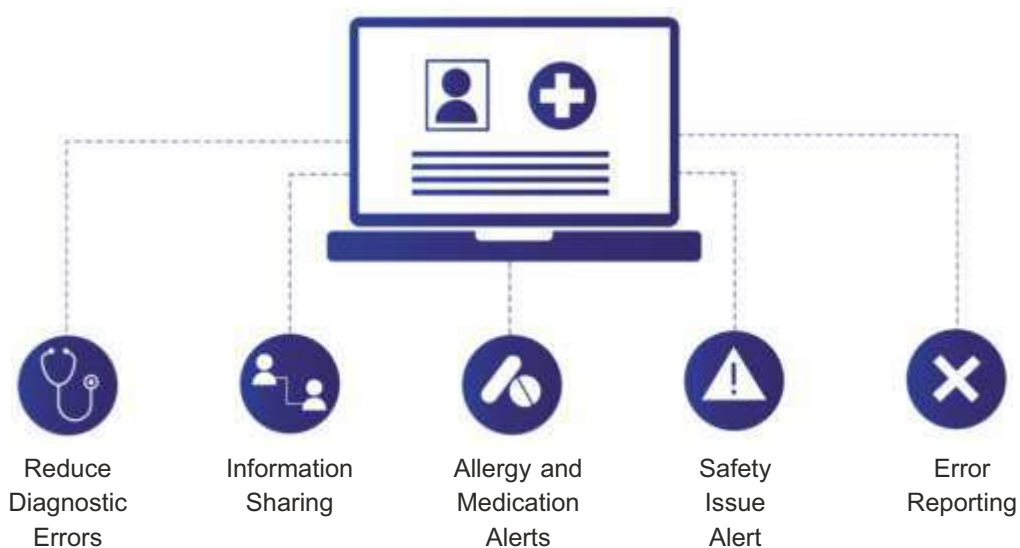 Reduce
Diagnostic
Errors
Information
Sharing
Allergy and
Medication
Alerts
Safety
Issue
Alert
Error
Reporting